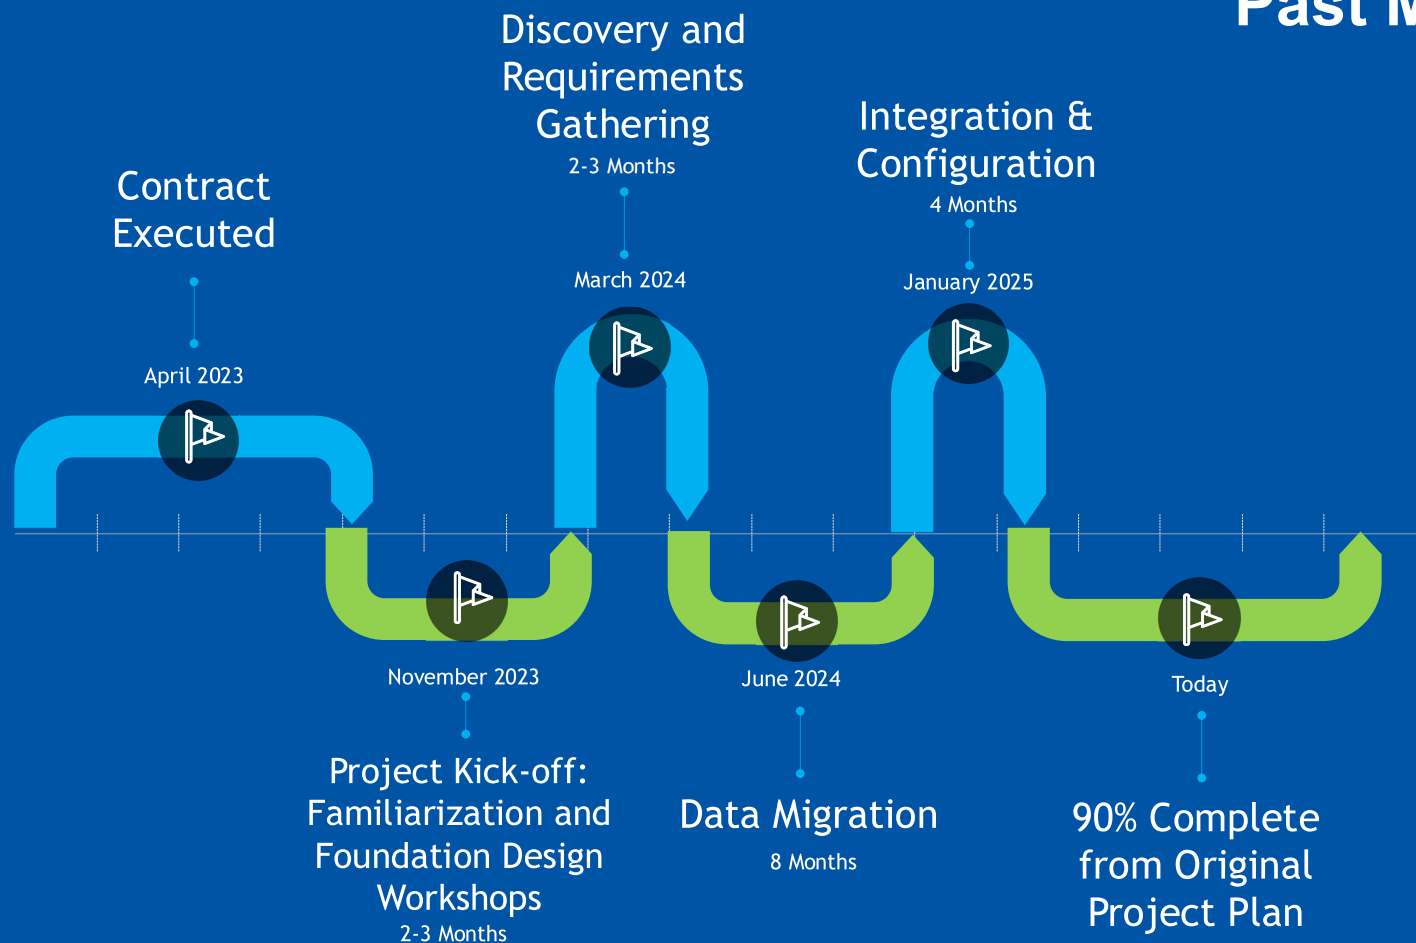 Past M
Contract
Executed
April 2023
Discovery and
Requirements
Gathering
2-3 Months
March 2024
Integration &
Configuration
4 Months
January 2025
November 2023
Project Kick-off:
Familiarization and
Foundation Design
Workshops
2-3 Months
June 2024
Data Migration
8 Months
Today
90% Complete
from Original
Project Plan